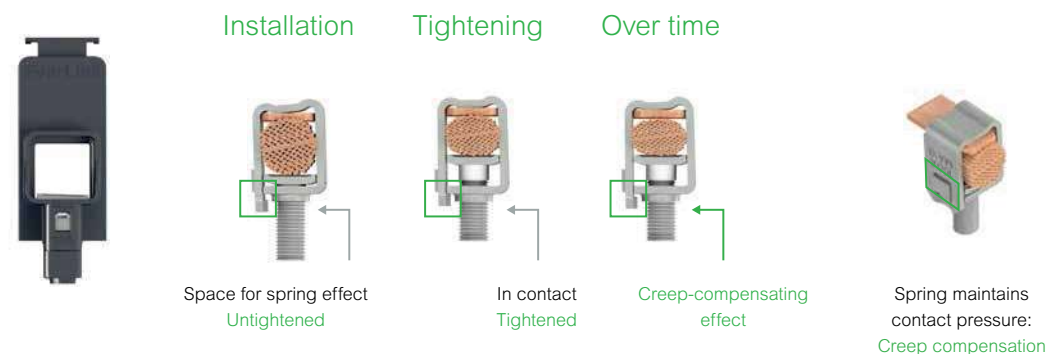 Installation
Tightening
Over time
Space for spring effect
Untightened
In contact
Tightened
Creep-compensating
effect
Spring maintains
contact pressure:
Creep compensation